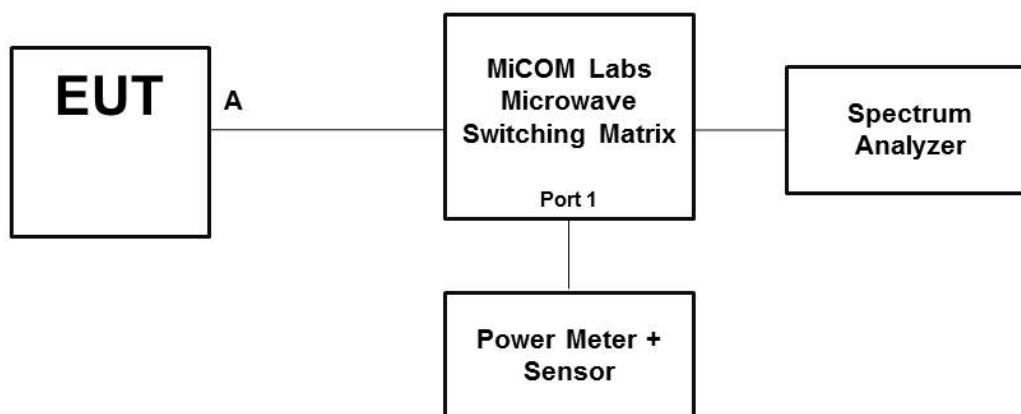 EUT
A
MiCOM Labs
Microwave
Switching Matrix
Port 1
Spectrum
Analyzer
Power Meter +
Sensor